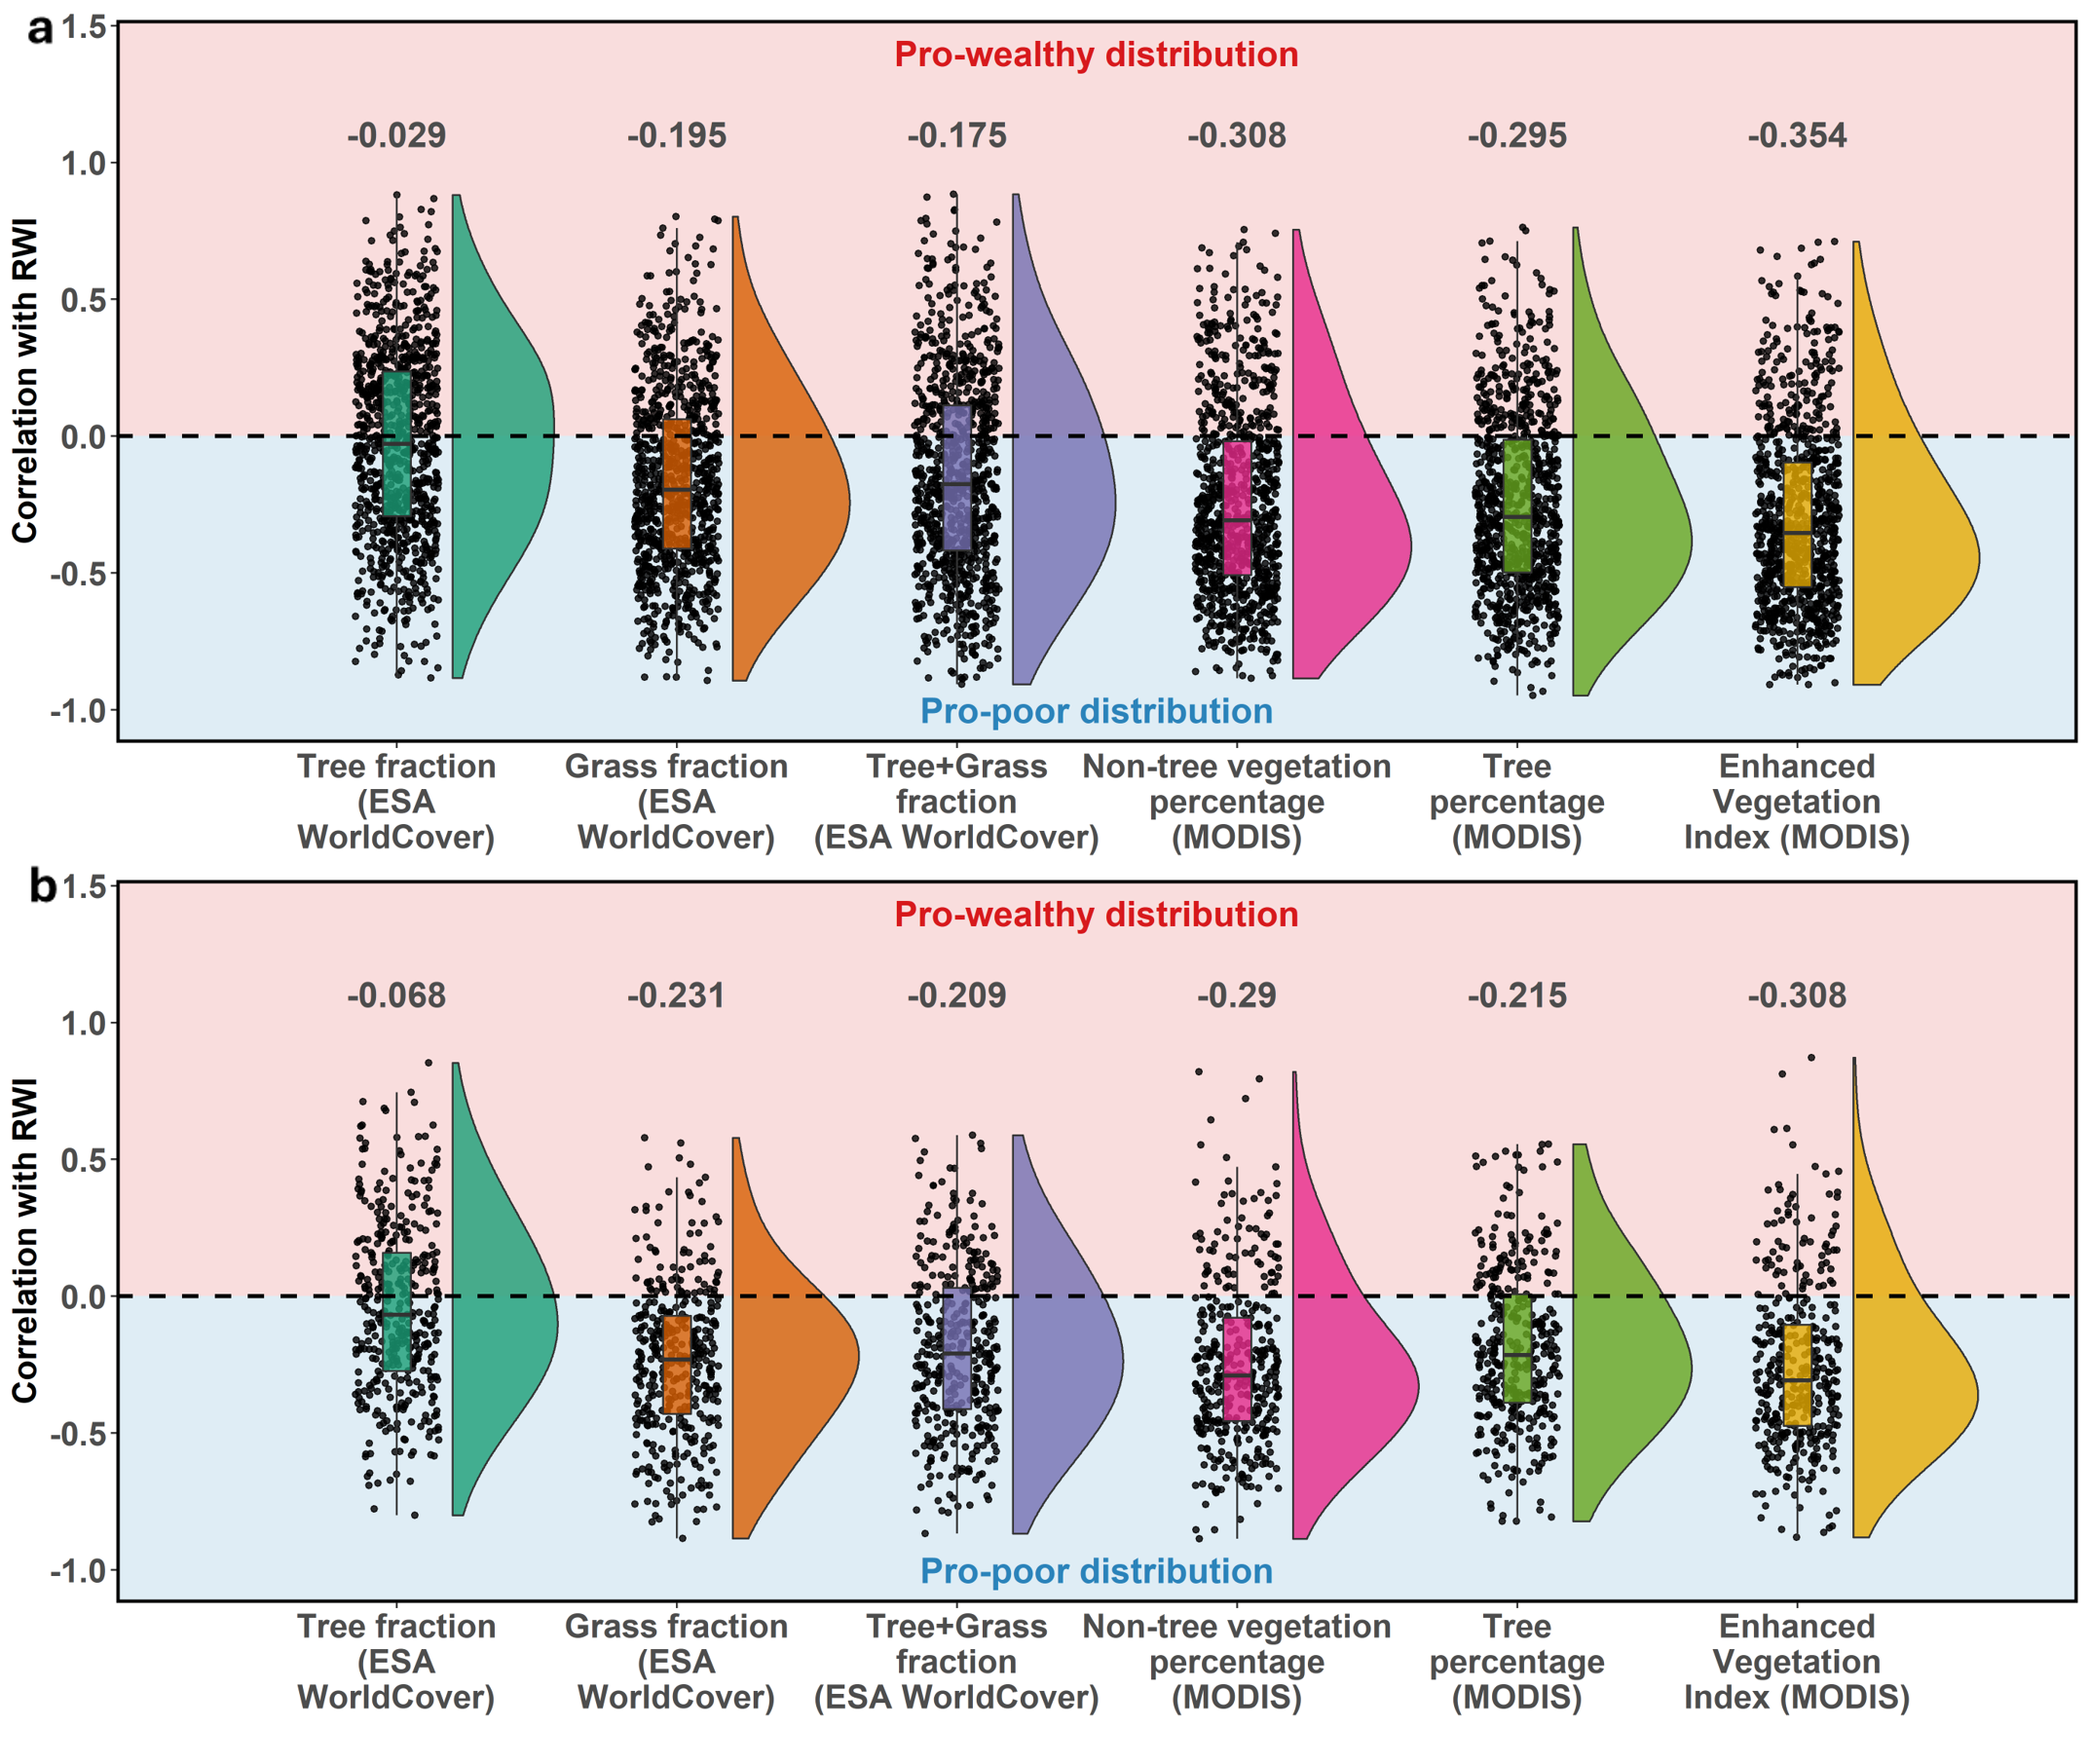 a
1.5
Pro-wealthy distribution
-0.029 -0.195 -0.175 -0.308 -0.295 -0.354
1.0
0.5
0.0
-0.5
-1.0
Correlation with RWI
Pro-poor distribution
Tree fraction
(ESA
WorldCover)
Grass fraction
(ESA
WorldCover)
Tree+Grass
fraction
(ESA WorldCover)
Non-tree vegetation
percentage
(MODIS)
Tree
percentage
(MODIS)
Enhanced
Vegetation
Index (MODIS)
b
1.5
Pro-wealthy distribution
-0.068 -0.231 -0.209 -0.29 -0.215 -0.308
1.0
0.5
0.0
-0.5
-1.0
Correlation with RWI
Pro-poor distribution
Tree fraction
(ESA
WorldCover)
Grass fraction
(ESA
WorldCover)
Tree+Grass
fraction
(ESA WorldCover)
Non-tree vegetation
percentage
(MODIS)
Tree
percentage
(MODIS)
Enhanced
Vegetation
Index (MODIS)